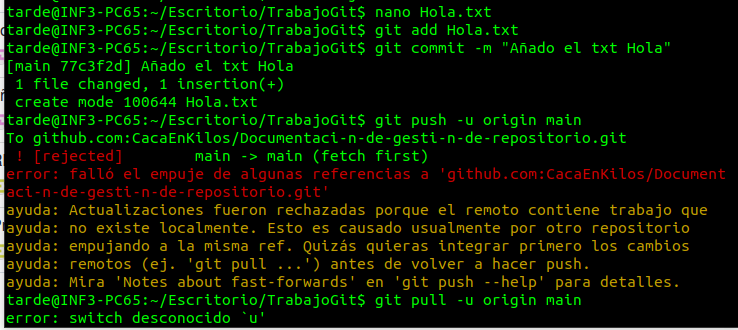 tarde@INF3-PC65:~/Escritorio/TrabajoGit$ nano Hola.txt
tarde@INF3-PC65:~/Escritorio/TrabajoGit$ git add Hola.txt
tarde@INF3-PC65:~/Escritorio/TrabajoGit$ git commit -m "Añado el txt Hola"
[main 77c3f2d] Añado el txt Hola
 1 file changed, 1 insertion(+)
 create mode 100644 Hola.txt
tarde@INF3-PC65:~/Escritorio/TrabajoGit$ git push -u origin main
To github.com:CacaEnKilos/Documentaci-n-de-gesti-n-de-repositorio.git
 ! [rejected]        main -> main (fetch first)
error: falló el empuje de algunas referencias a 'github.com:CacaEnKilos/Document
aci-n-de-gesti-n-de-repositorio.git'
ayuda: Actualizaciones fueron rechazadas porque el remoto contiene trabajo que
ayuda: no existe localmente. Esto es causado usualmente por otro repositorio
ayuda: empujando a la misma ref. Quizás quieras integrar primero los cambios
ayuda: remotos (ej. 'git pull ...') antes de volver a hacer push.
ayuda: Mira 'Notes about fast-forwards' en 'git push --help' para detalles.
tarde@INF3-PC65:~/Escritorio/TrabajoGit$ git pull -u origin main
error: switch desconocido `u'